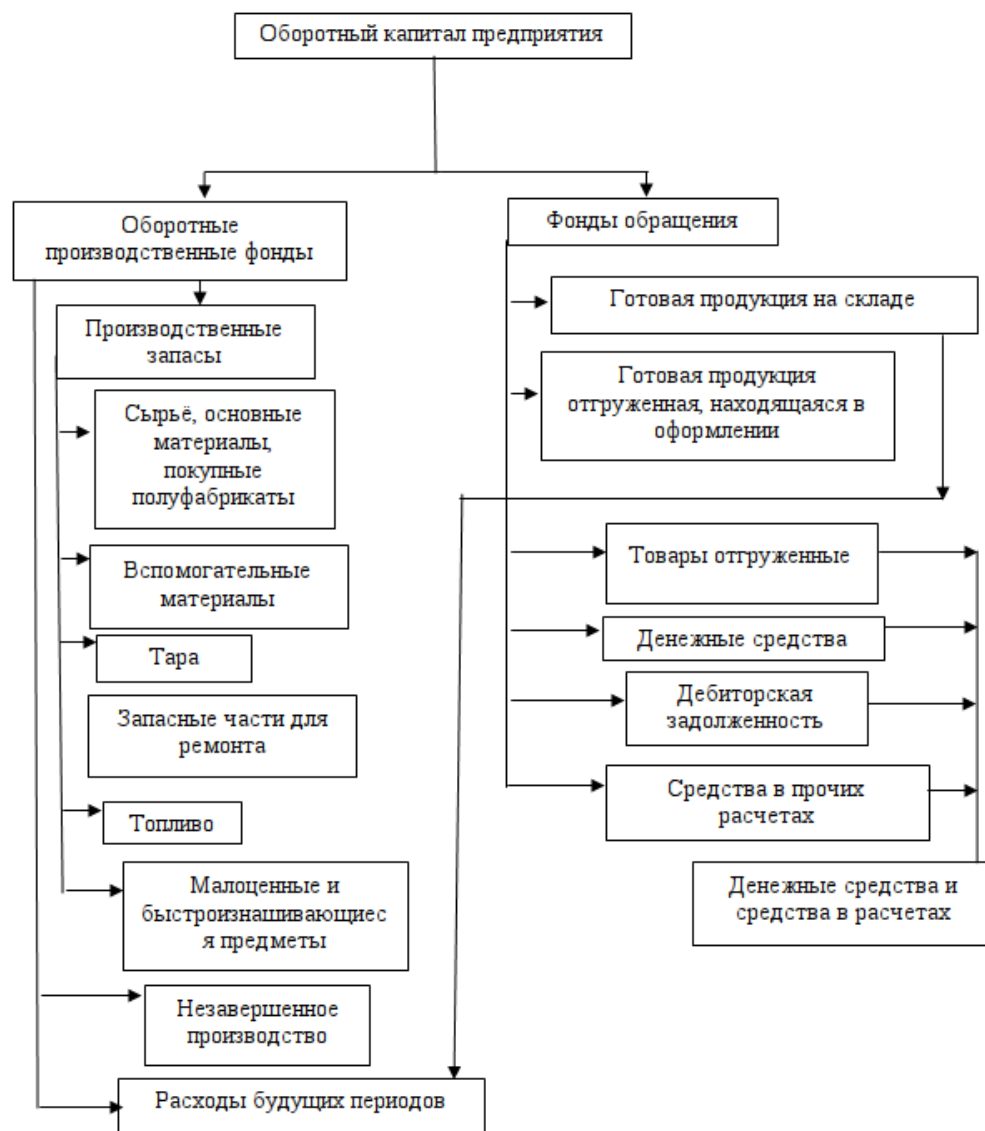 Оборотный капитал предприятия
Оборотные
производственные фонды
Производственные
запасы
Сырьё, основные
материалы,
покупные
полуфабрикаты
Вспомогательные
материалы
Тара
Запасные части для
ремонта
Топливо
Малоценные и
быстроизнашивающиес
я предметы
Незавершенное
производство
Расходы будущих периодов
Фонды обращения
Готовая продукция на складе
Готовая продукция
отгруженная, находящаяся в
оформлении
Товары отгруженные
Денежные средства
Дебиторская
задолженность
Средства в прочих
расчетах
Денежные средства и
средства в расчетах